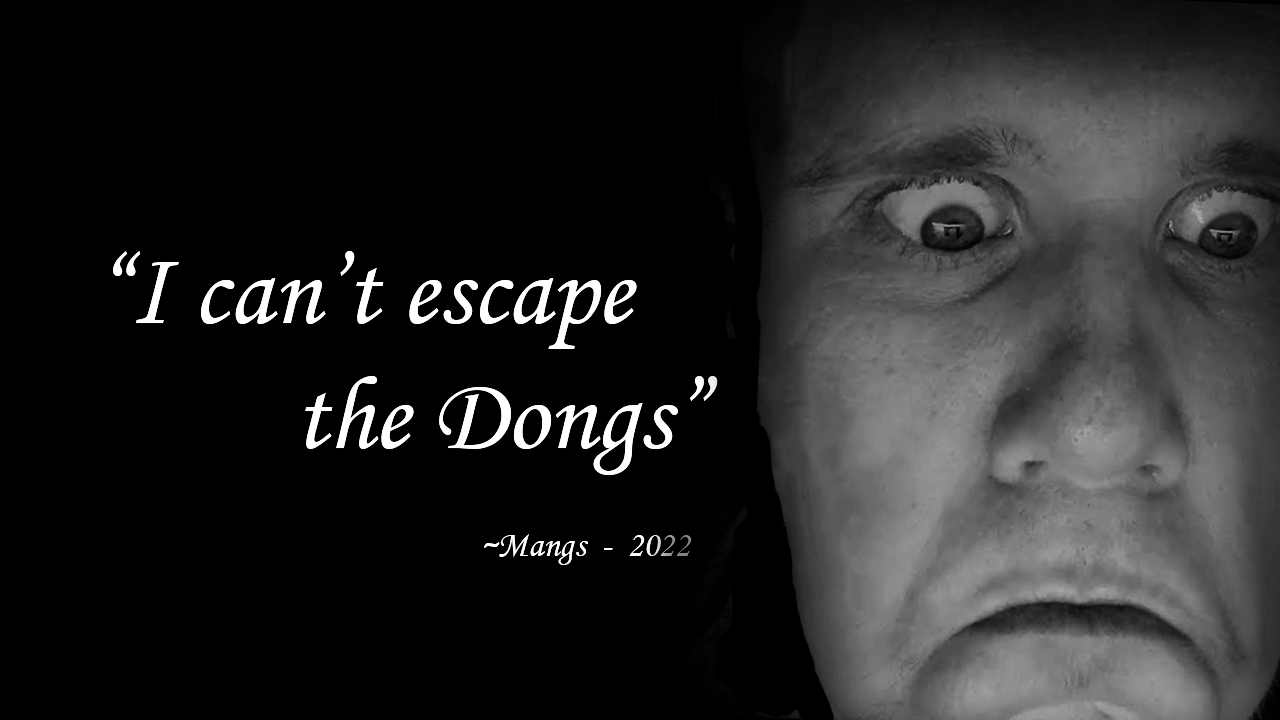 “I can’t escape
the Dongs”
~Mangs - 2022